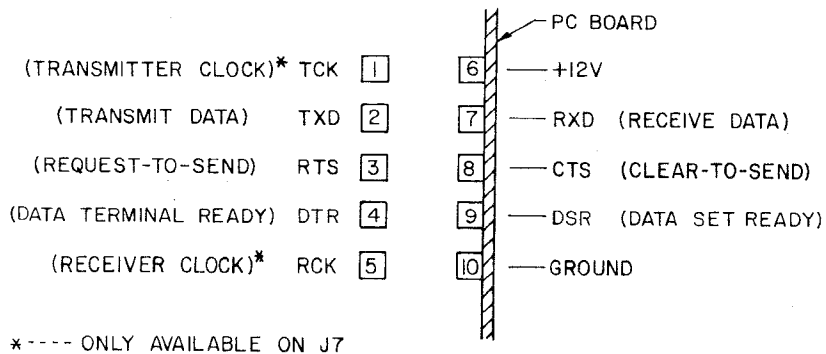 PC BOARD
(TRANSMITTER CLOCK)* TCK 1 6 +12V
(TRANSMIT DATA) TXD 2 7 RXD (RECEIVE DATA)
(REQUEST-TO-SEND) RTS 3 8 CTS (CLEAR-TO-SEND)
(DATA TERMINAL READY) DTR 4 9 DSR (DATA SET READY)
(RECEIVER CLOCK)* RCK 5 10 GROUND
*---- ONLY AVAILABLE ON J7